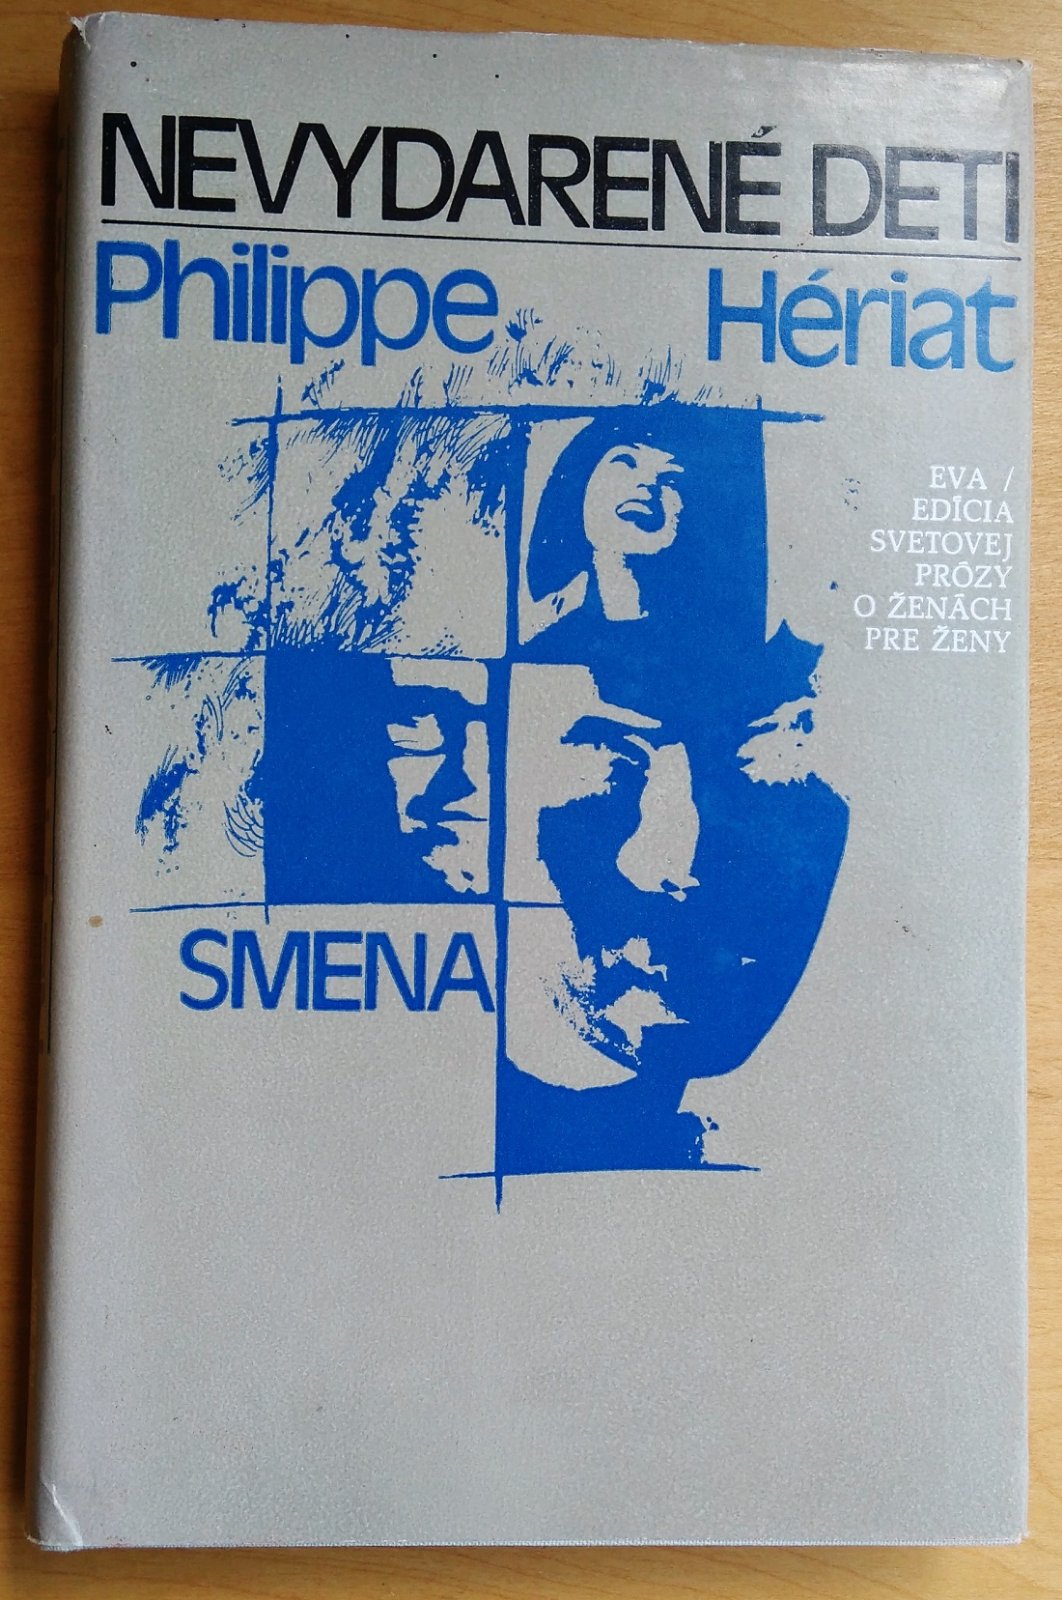 NEVYDARENÉ DETI
Philippe Hériat
EVA /
EDÍCIA
SVETOVEJ
PRÓZY
O ŽENÁCH
PRE ŽENY
SMENA